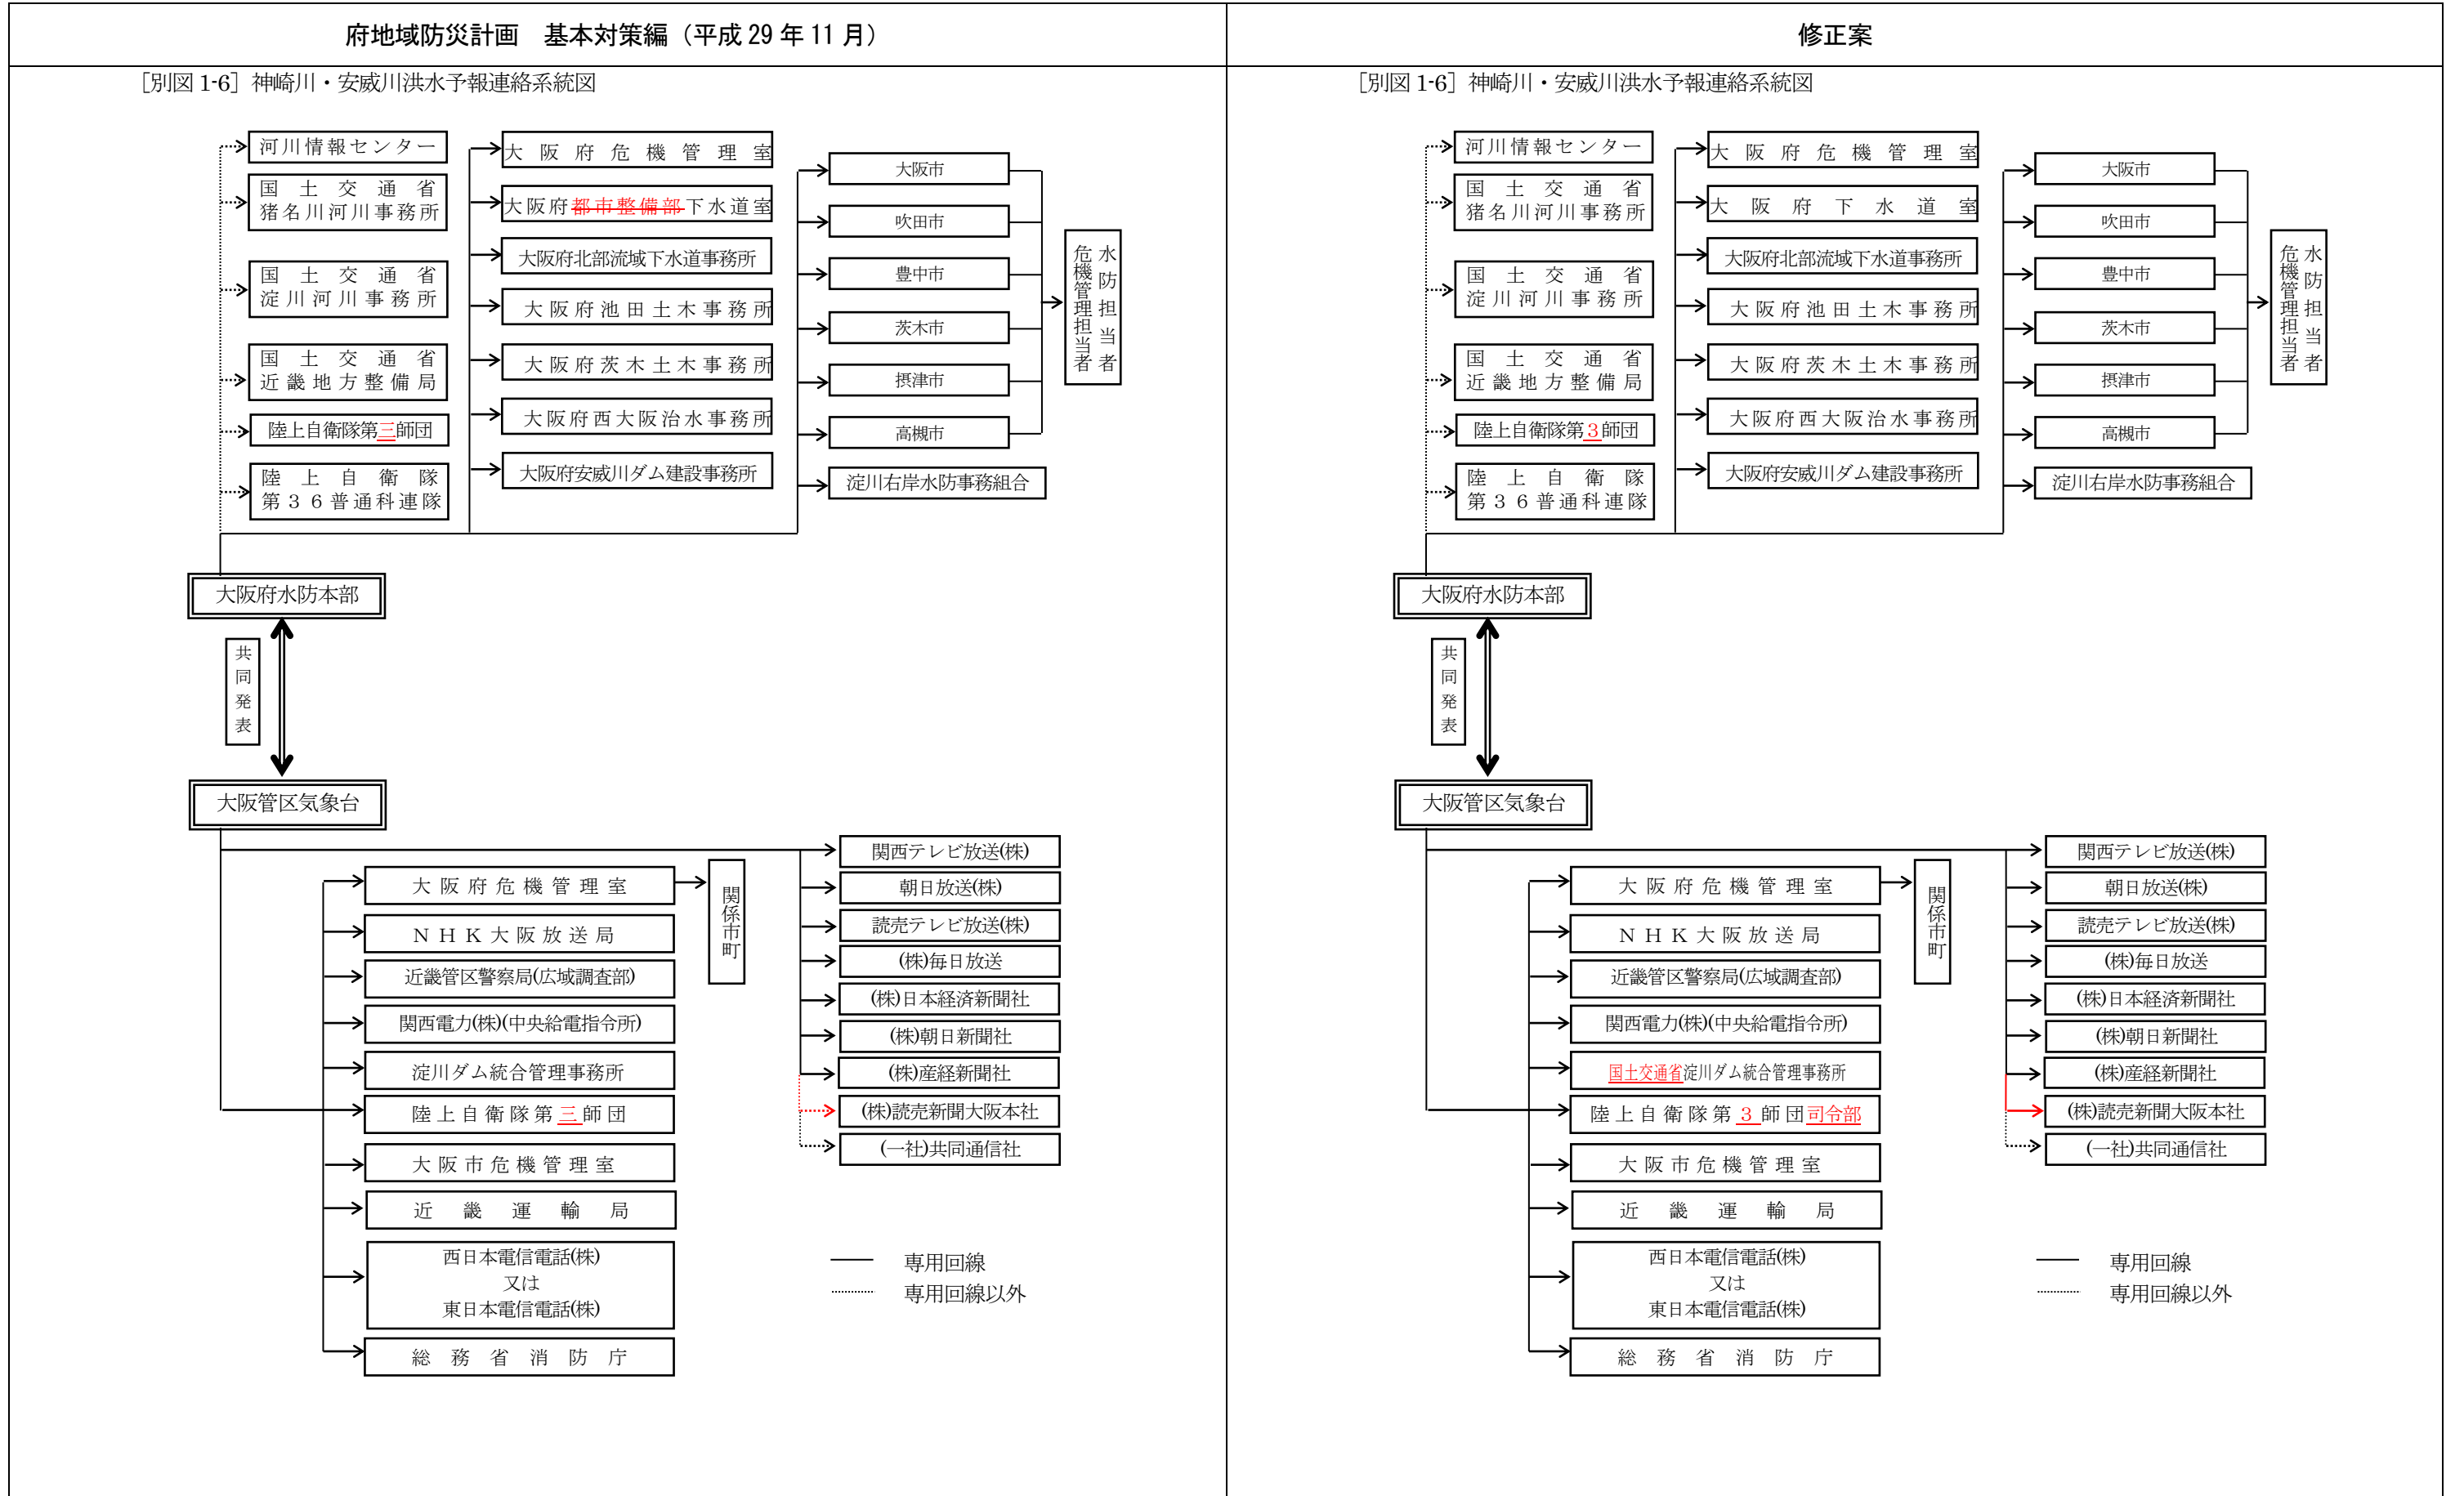 府地域防災計画　基本対策編（平成 29 年 11 月）
［別図 1-6］神崎川・安威川洪水予報連絡系統図
河川情報センター
国土交通省
猪名川河川事務所
国土交通省
淀川河川事務所
国土交通省
近畿地方整備局
陸上自衛隊第三師団
陸上自衛隊
第３６普通科連隊
大阪府危機管理室
大阪府都市整備部下水道室
大阪府北部流域下水道事務所
大阪府池田土木事務所
大阪府茨木土木事務所
大阪府西大阪治水事務所
大阪府安威川ダム建設事務所
大阪市
吹田市
豊中市
茨木市
摂津市
高槻市
淀川右岸水防事務組合
水防担当者
危機管理担当者
大阪府水防本部
共同発表
大阪管区気象台
大阪府危機管理室
ＮＨＫ大阪放送局
近畿管区警察局(広域調査部)
関西電力(株)(中央給電指令所)
淀川ダム統合管理事務所
陸上自衛隊第三師団
大阪市危機管理室
近畿運輸局
西日本電信電話(株)
又は
東日本電信電話(株)
総務省消防庁
関係市町
関西テレビ放送(株)
朝日放送(株)
読売テレビ放送(株)
(株)毎日放送
(株)日本経済新聞社
(株)朝日新聞社
(株)産経新聞社
(株)読売新聞大阪本社
(一社)共同通信社
専用回線
専用回線以外
修正案
［別図 1-6］神崎川・安威川洪水予報連絡系統図
河川情報センター
国土交通省
猪名川河川事務所
国土交通省
淀川河川事務所
国土交通省
近畿地方整備局
陸上自衛隊第３師団
陸上自衛隊
第３６普通科連隊
大阪府危機管理室
大阪府下水道室
大阪府北部流域下水道事務所
大阪府池田土木事務所
大阪府茨木土木事務所
大阪府西大阪治水事務所
大阪府安威川ダム建設事務所
大阪市
吹田市
豊中市
茨木市
摂津市
高槻市
淀川右岸水防事務組合
水防担当者
危機管理担当者
大阪府水防本部
共同発表
大阪管区気象台
大阪府危機管理室
ＮＨＫ大阪放送局
近畿管区警察局(広域調査部)
関西電力(株)(中央給電指令所)
国土交通省淀川ダム統合管理事務所
陸上自衛隊第３師団司令部
大阪市危機管理室
近畿運輸局
西日本電信電話(株)
又は
東日本電信電話(株)
総務省消防庁
関係市町
関西テレビ放送(株)
朝日放送(株)
読売テレビ放送(株)
(株)毎日放送
(株)日本経済新聞社
(株)朝日新聞社
(株)産経新聞社
(株)読売新聞大阪本社
(一社)共同通信社
専用回線
専用回線以外